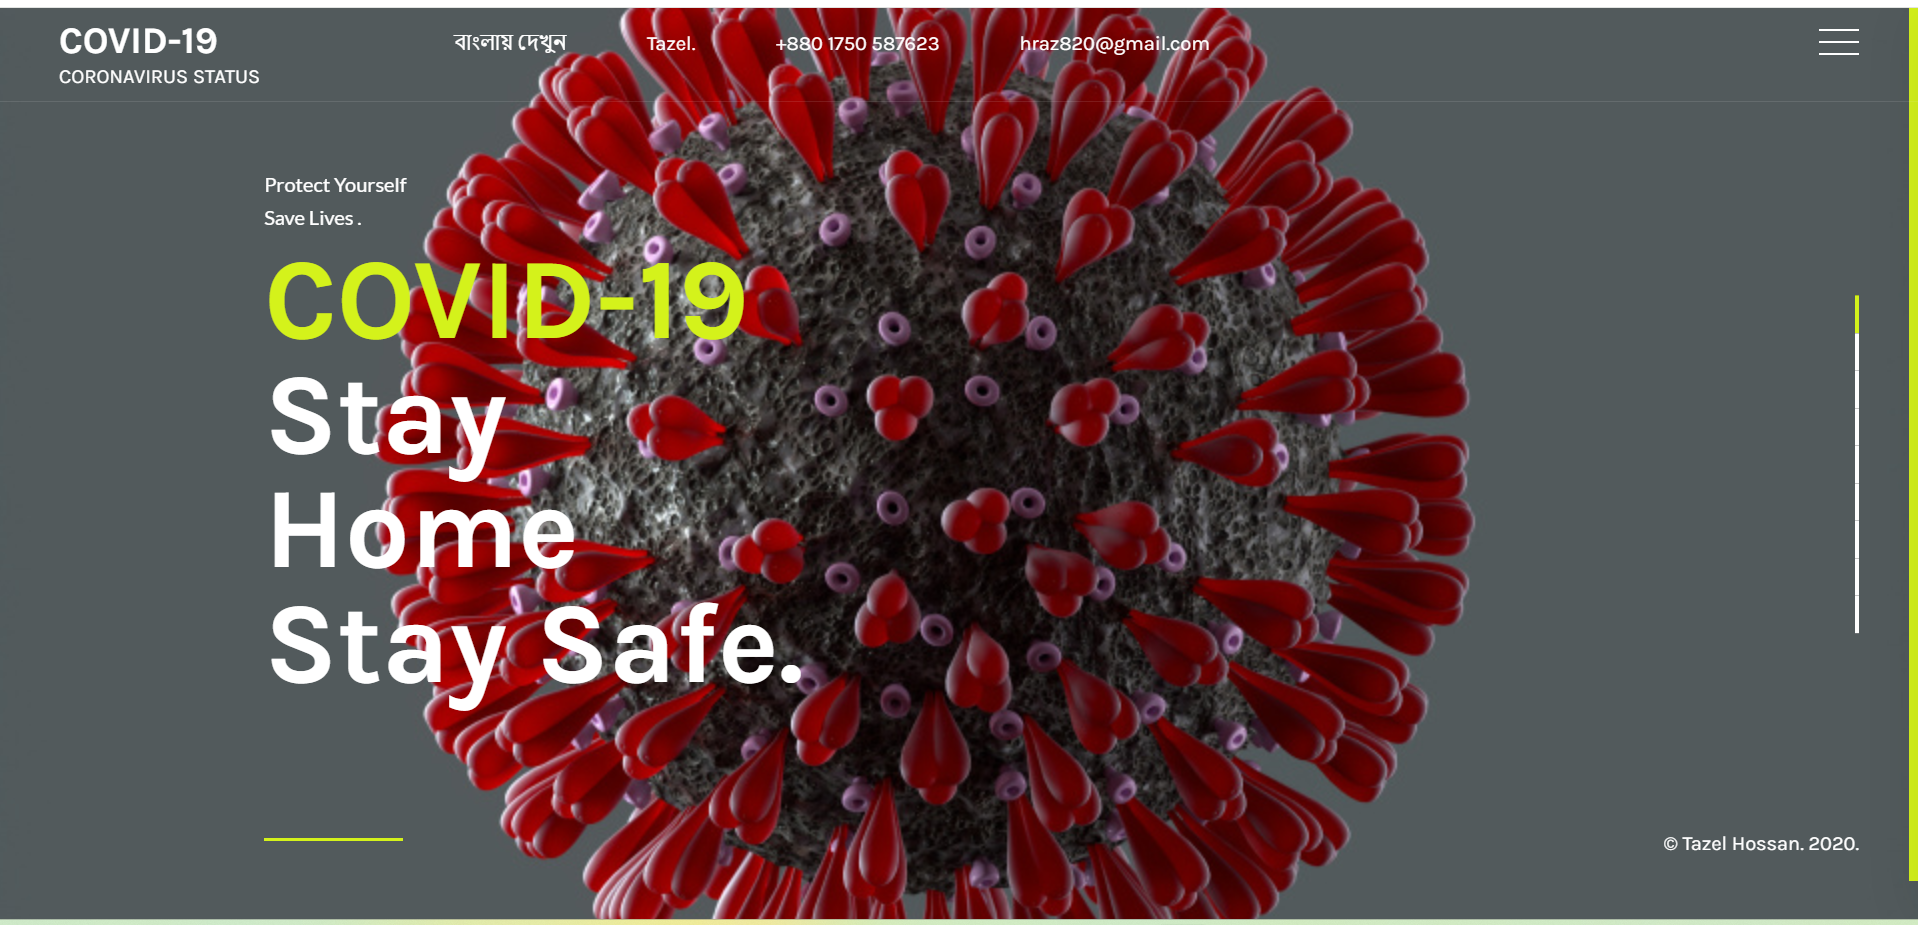 COVID-19
CORONAVIRUS STATUS
বাংলায় দেখুন
Tazel.
+880 1750 587623
hraz820@gmail.com
Protect Yourself
Save Lives .
COVID-19
Stay
Home
Stay Safe.
© Tazel Hossan. 2020.